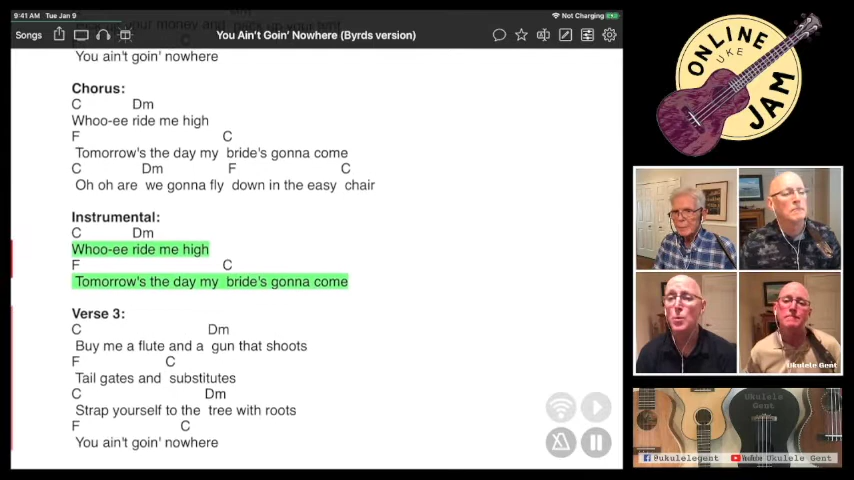 9:41 AM Tue Jan 9
Not Charging
Songs
You Ain't Goin' Nowhere (Byrds version)
You ain't goin' nowhere
Chorus:
C Dm
Whoo-ee ride me high
F C
Tomorrow's the day my bride's gonna come
C Dm F C
Oh oh are we gonna fly down in the easy chair
Instrumental:
C Dm
Whoo-ee ride me high
F C
Tomorrow's the day my bride's gonna come
Verse 3:
C Dm
Buy me a flute and a gun that shoots
F C
Tail gates and substitutes
C Dm
Strap yourself to the tree with roots
F C
You ain't goin' nowhere
ONLINE
UKE
JAM
Ukulele Gent
Ukulele
Gent
@ukulelegent
Ukulele Gent